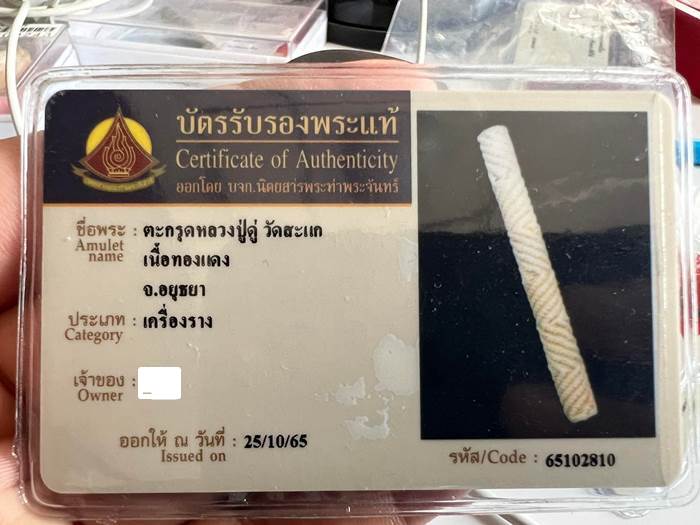 บัตรรับรองพระแท้
Certificate of Authenticity
ออกโดย บจก.นิตยสารพระท่าพระจันทร์
ชื่อพระ : ตะกรุดหลวงปู่ดู่ วัดสะแก
Amulet name
เนื้อทองแดง
จ.อยุธยา
ประเภท : เครื่องราง
Category
เจ้าของ :
Owner
ออกให้ ณ วันที่ : 25/10/65
Issued on
รหัส/Code : 65102810